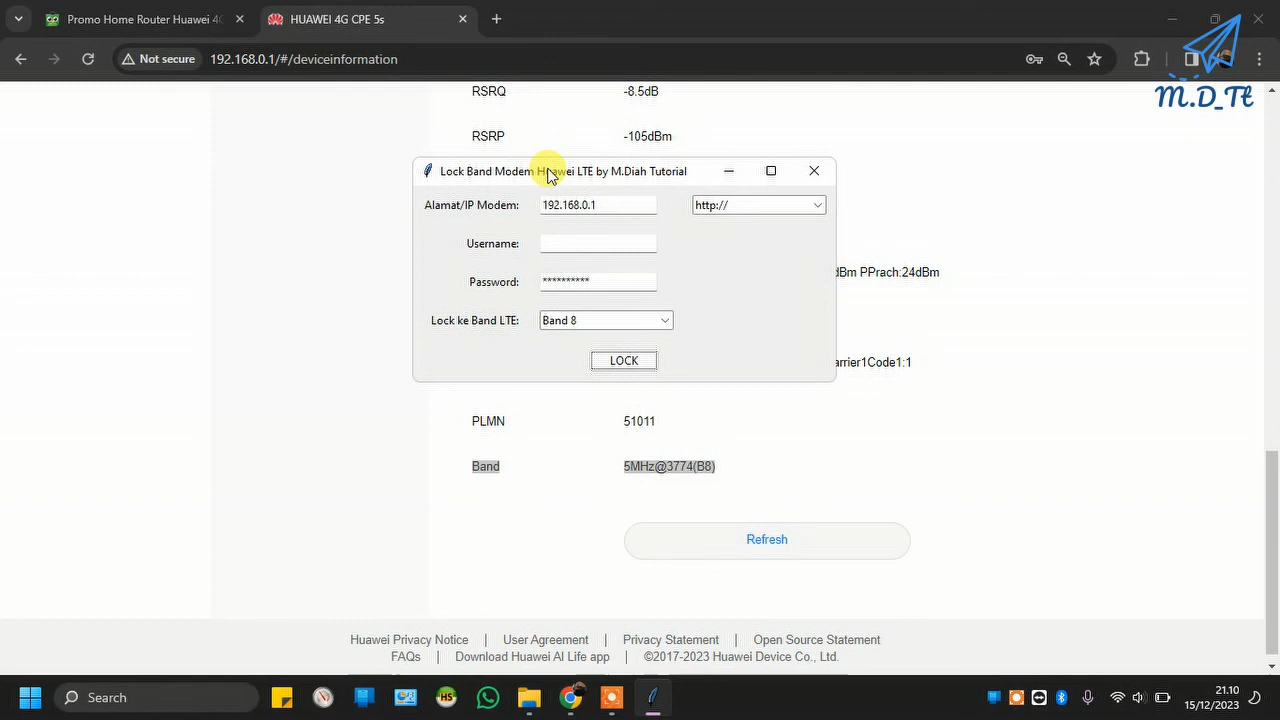 Promo Home Router Huawei 4G
HUAWEI 4G CPE 5s
Not secure
192.168.0.1/#/deviceinformation
M.D_Tt
RSRQ -8.5dB
RSRP -105dBm
Lock Band Modem Huawei LTE by M.Diah Tutorial
Alamat/IP Modem: 192.168.0.1 http://
Username:
Password: **********
dBm PPrach:24dBm
Lock ke Band LTE: Band 8
LOCK
arrier1Code1:1
PLMN 51011
Band 5MHz@3774(B8)
Refresh
Huawei Privacy Notice | User Agreement | Privacy Statement | Open Source Statement
FAQs | Download Huawei AI Life app | ©2017-2023 Huawei Device Co., Ltd.
Search
HS
21.10
15/12/2023